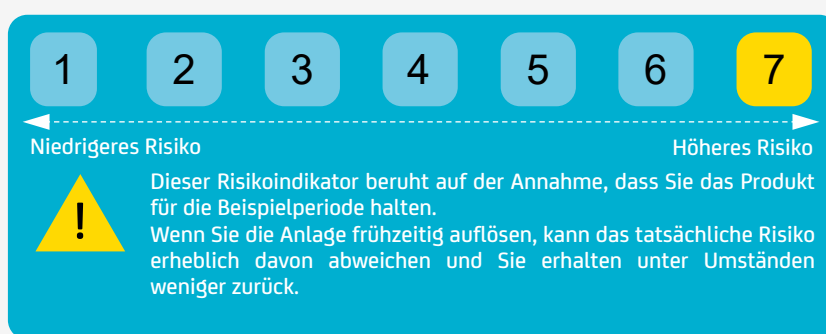 1 2 3 4 5 6 7
Niedrigeres Risiko Höheres Risiko
!
Dieser Risikoindikator beruht auf der Annahme, dass Sie das Produkt
für die Beispielperiode halten.
Wenn Sie die Anlage frühzeitig auflösen, kann das tatsächliche Risiko
erheblich davon abweichen und Sie erhalten unter Umständen
weniger zurück.